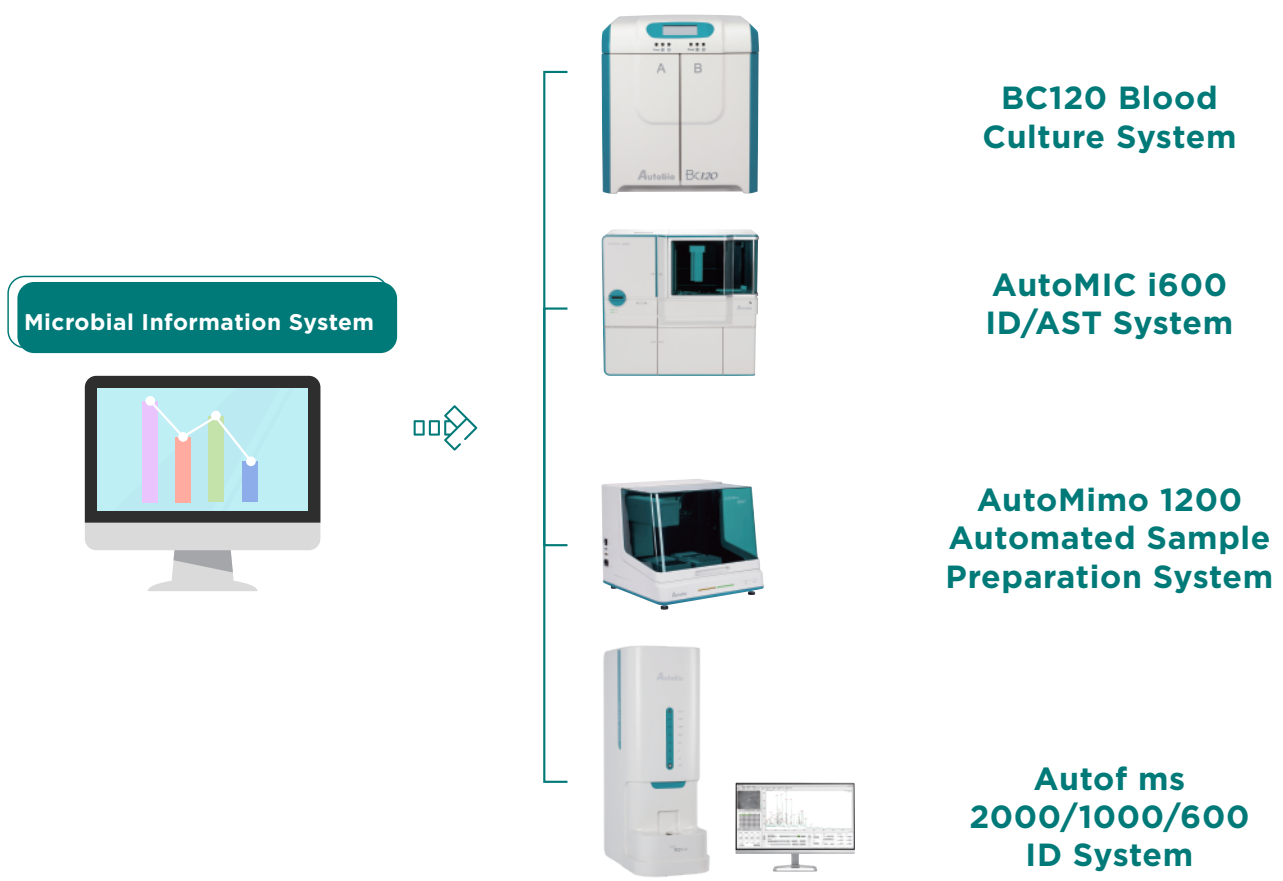 Microbial Information System
A B
AutoBio BC120
BC120 Blood
Culture System
AutoMIC i600
ID/AST System
AutoMimo 1200
Automated Sample
Preparation System
AutoBio
Autof ms
2000/1000/600
ID System